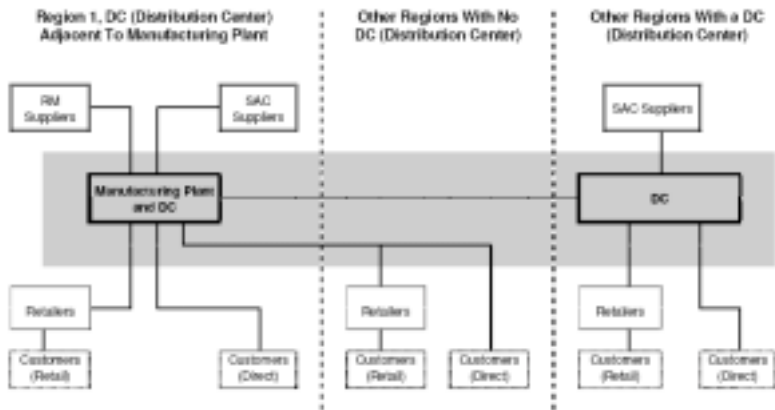 Region 1, DC (Distribution Center)
Adjacent To Manufacturing Plant
Other Regions With No
DC (Distribution Center)
Other Regions With a DC
(Distribution Center)
RM
Suppliers
SAC
Suppliers
SAC Suppliers
Manufacturing Plant
and DC
DC
Retailers
Retailers
Retailers
Customers
(Retail)
Customers
(Direct)
Customers
(Retail)
Customers
(Direct)
Customers
(Retail)
Customers
(Direct)